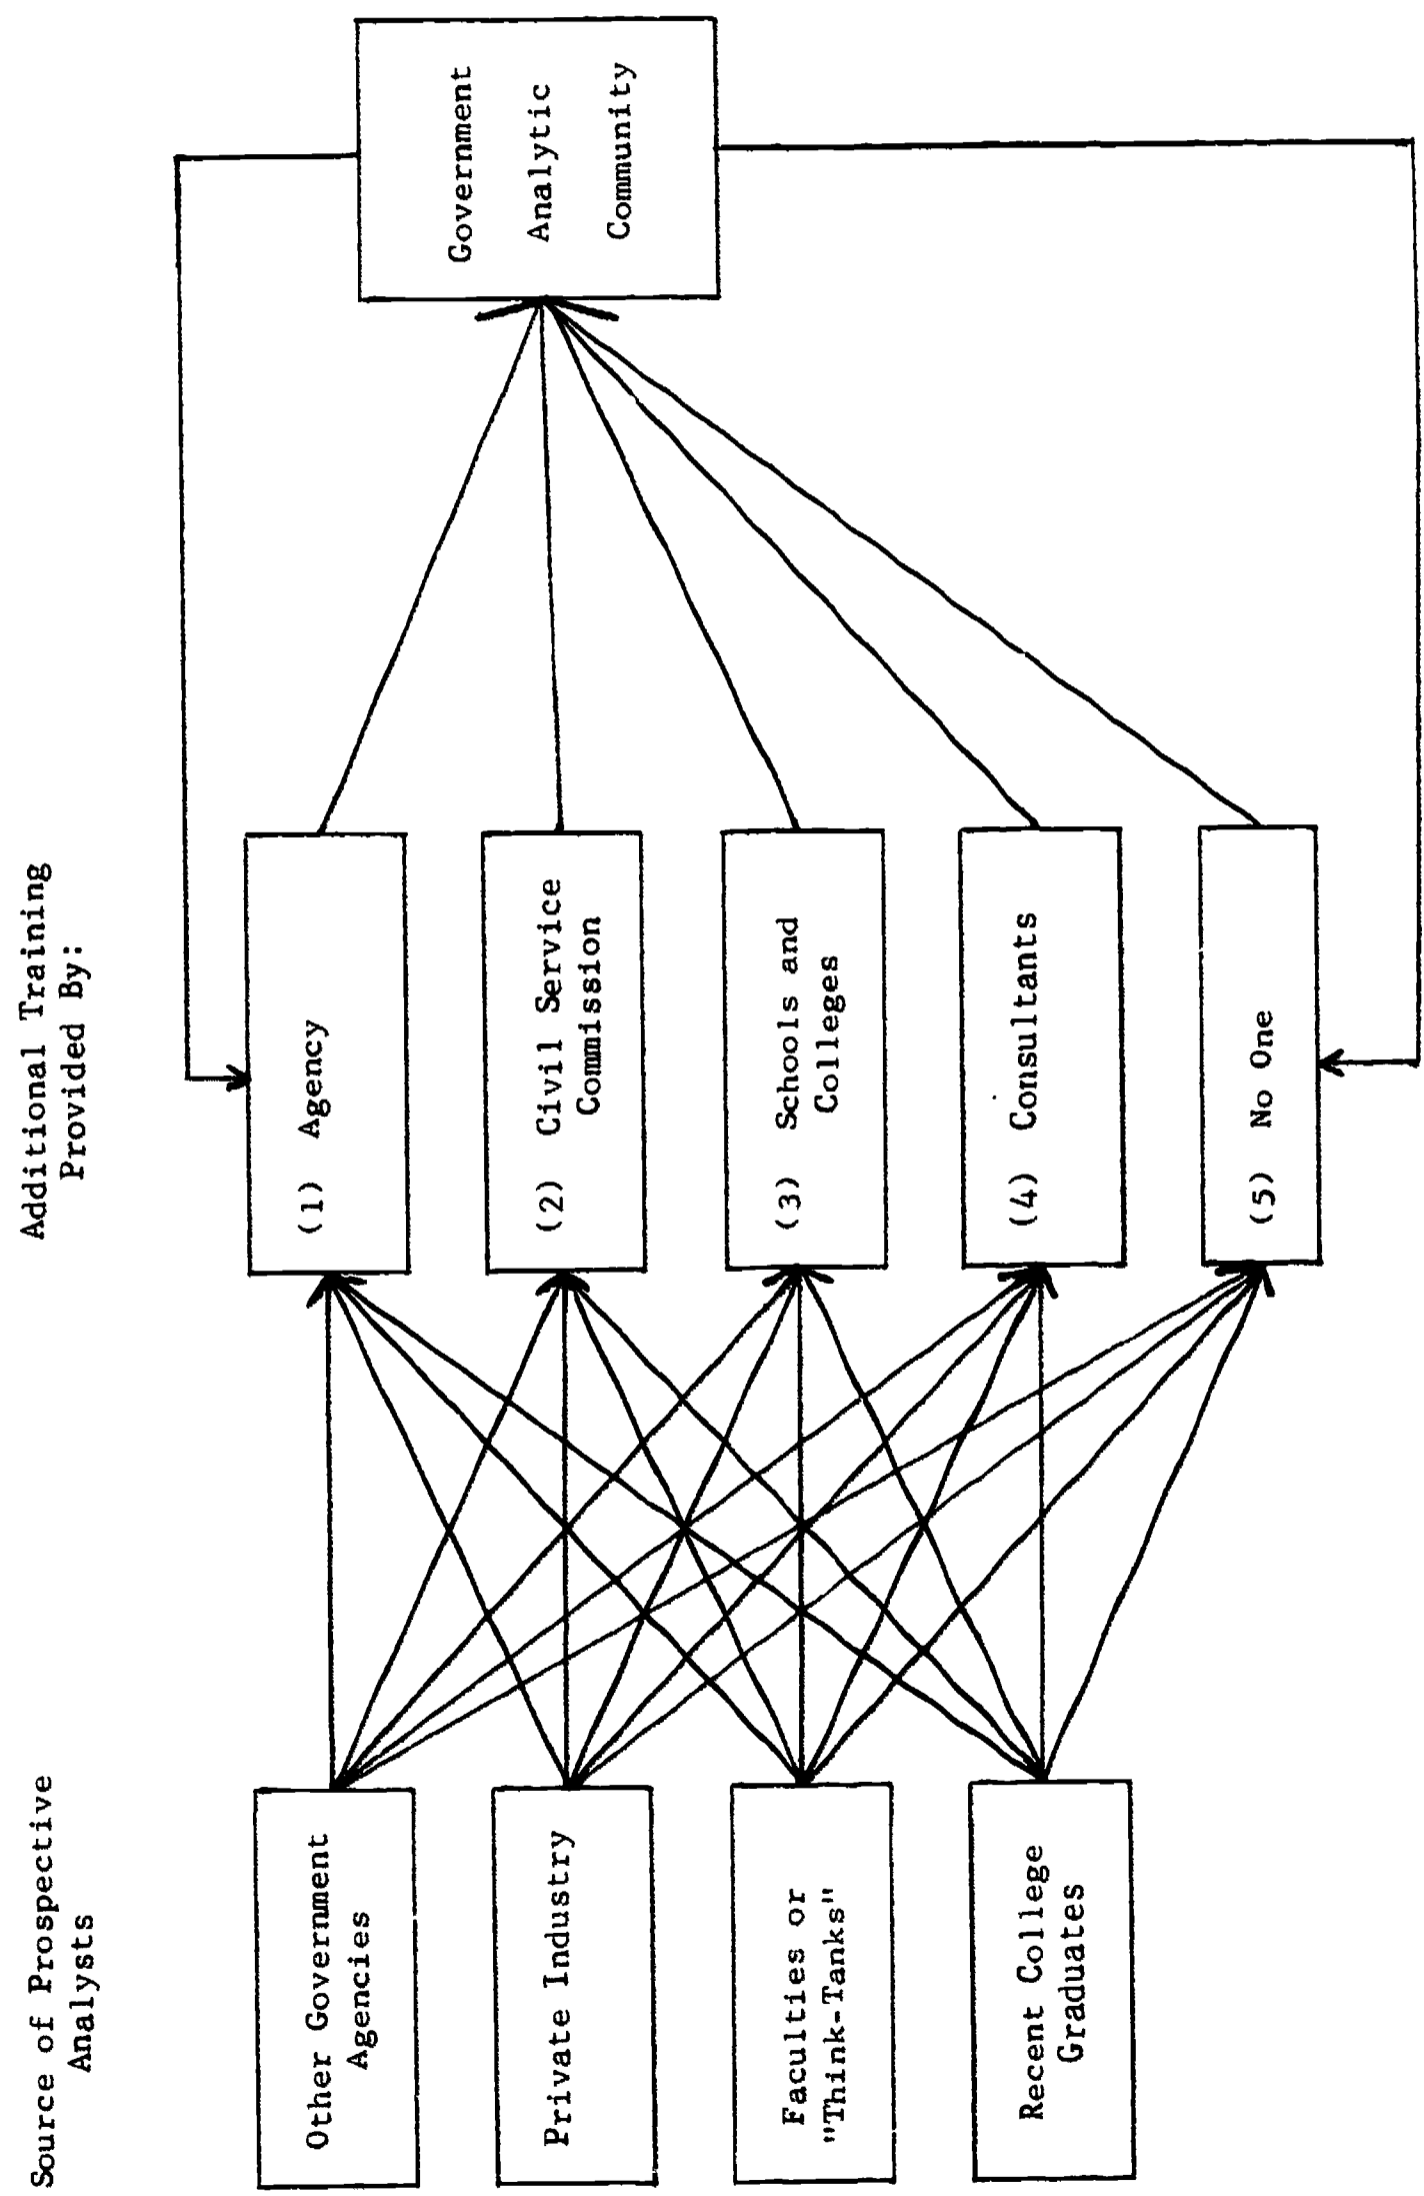 Source of Prospective
Analysts
Other Government
Agencies
Private Industry
Faculties or
"Think-Tanks"
Recent College
Graduates
Additional Training
Provided By:
(1) Agency
(2) Civil Service
Commission
(3) Schools and
Colleges
(4) Consultants
(5) No One
Government
Analytic
Community